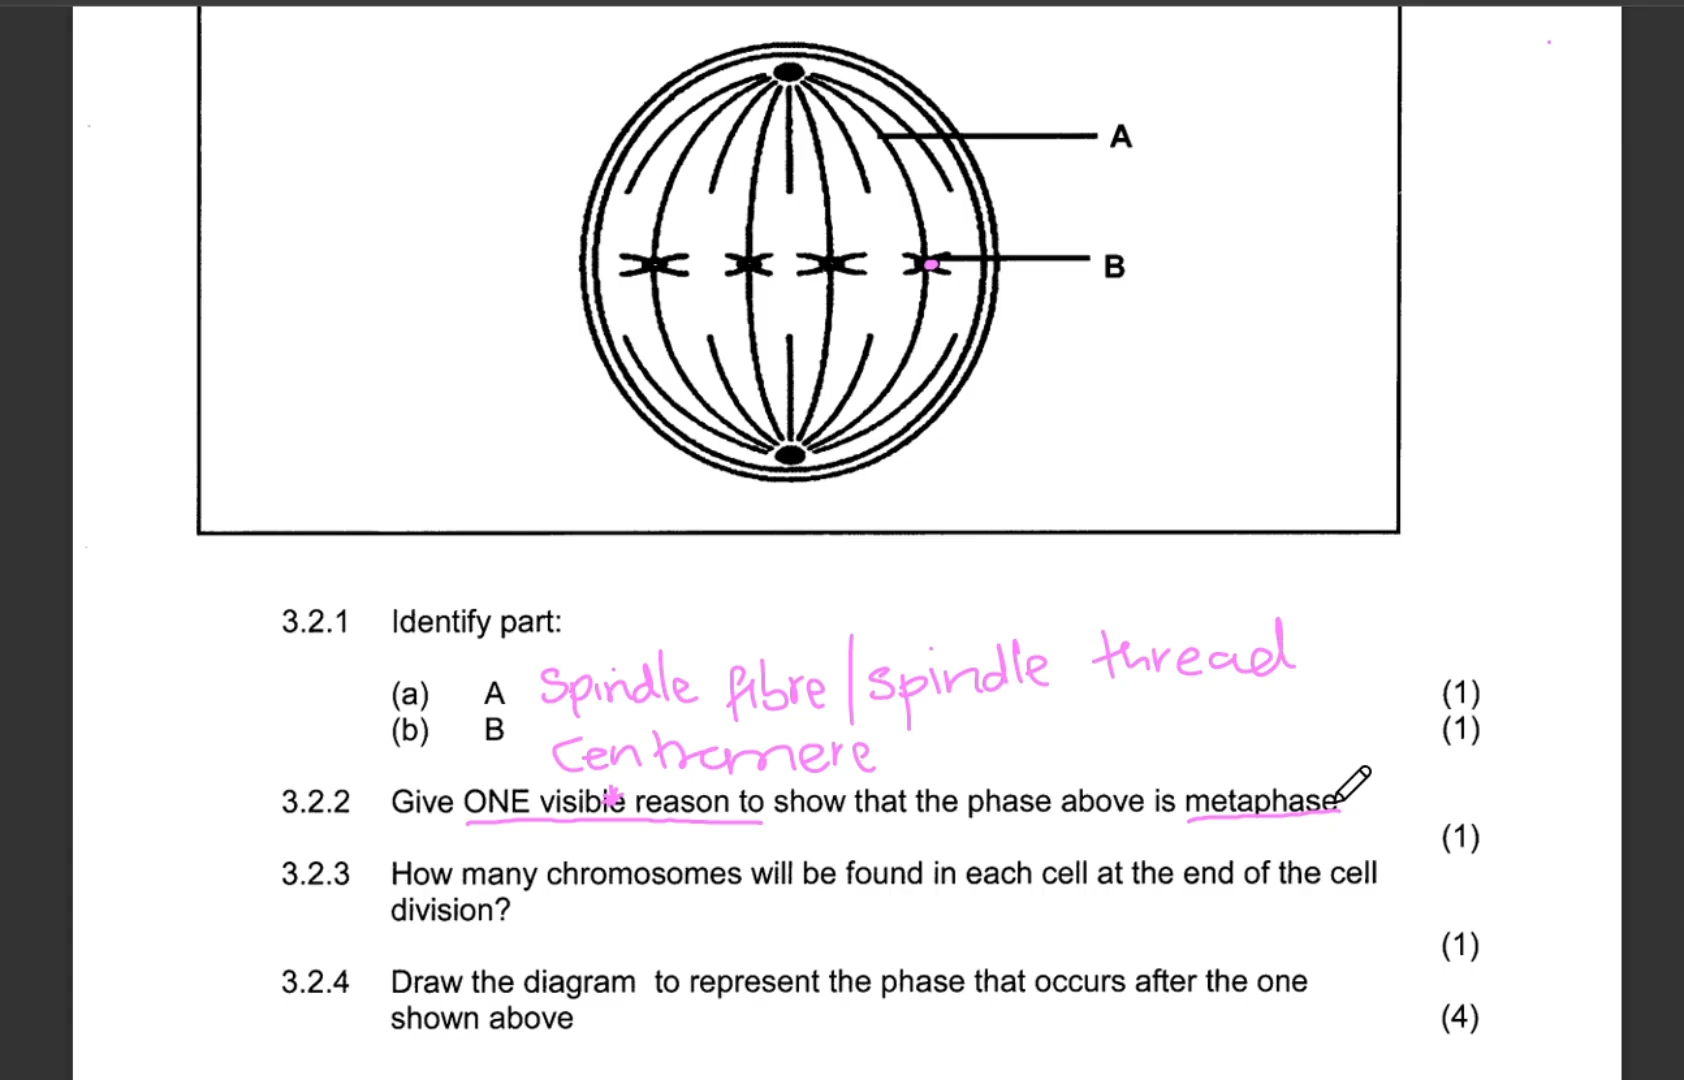 A
B
3.2.1 Identify part:
(a) A Spindle fibre/spindle thread (1)
(b) B Centromere (1)
3.2.2 Give ONE visible reason to show that the phase above is metaphase
(1)
3.2.3 How many chromosomes will be found in each cell at the end of the cell
division?
(1)
3.2.4 Draw the diagram to represent the phase that occurs after the one
shown above (4)